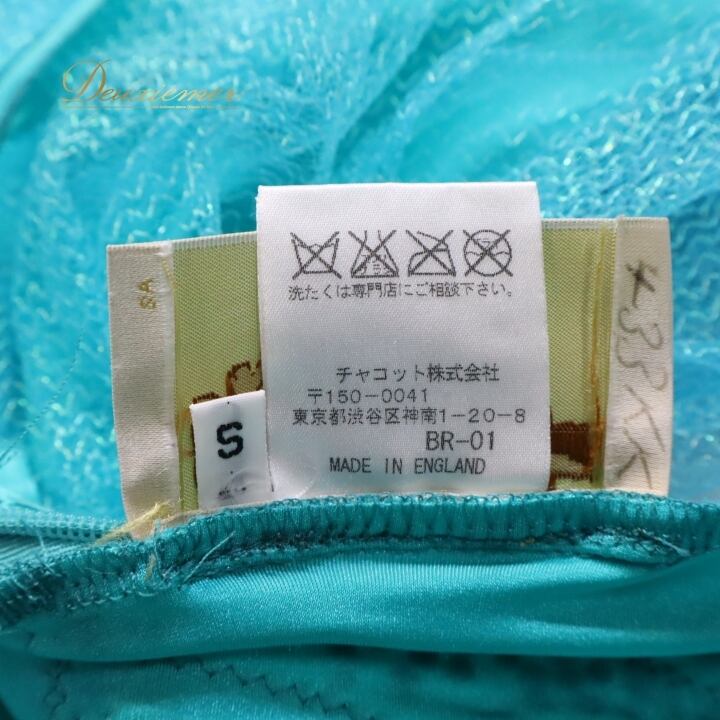 Deuxiemer
洗たくは専門店にご相談下さい。
チャコット株式会社
〒150-0041
東京都渋谷区神南1-20-8
BR-01
MADE IN ENGLAND
S